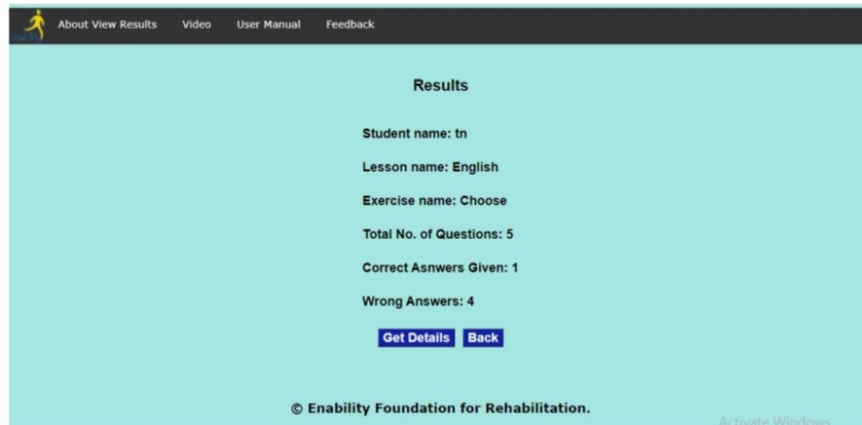 About View Results Video User Manual Feedback
Results
Student name: tn
Lesson name: English
Exercise name: Choose
Total No. of Questions: 5
Correct Asnwers Given: 1
Wrong Answers: 4
Get Details Back
© Enability Foundation for Rehabilitation.
Activate Windows